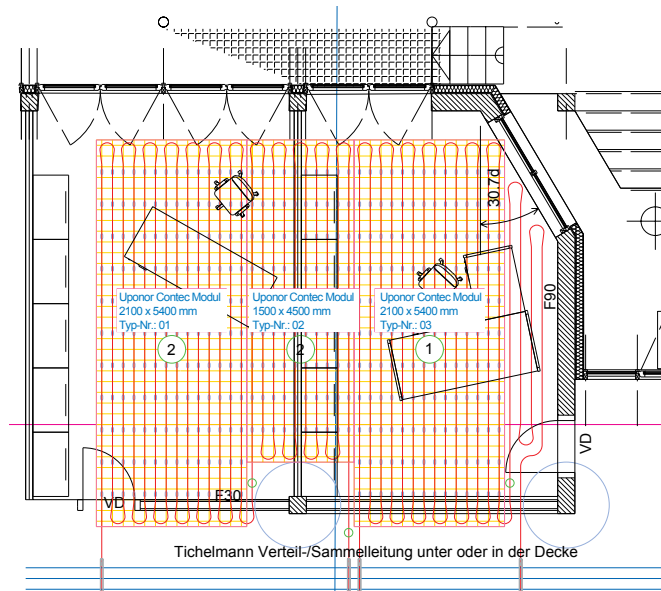 30.7d
Uponor Contec Modul
2100 x 5400 mm
Typ-Nr.: 01
Uponor Contec Modul
1500 x 4500 mm
Typ-Nr.: 02
Uponor Contec Modul
2100 x 5400 mm
Typ-Nr.: 03
F90
2
2
1
VD
VD
F30
Tichelmann Verteil-/Sammelleitung unter oder in der Decke